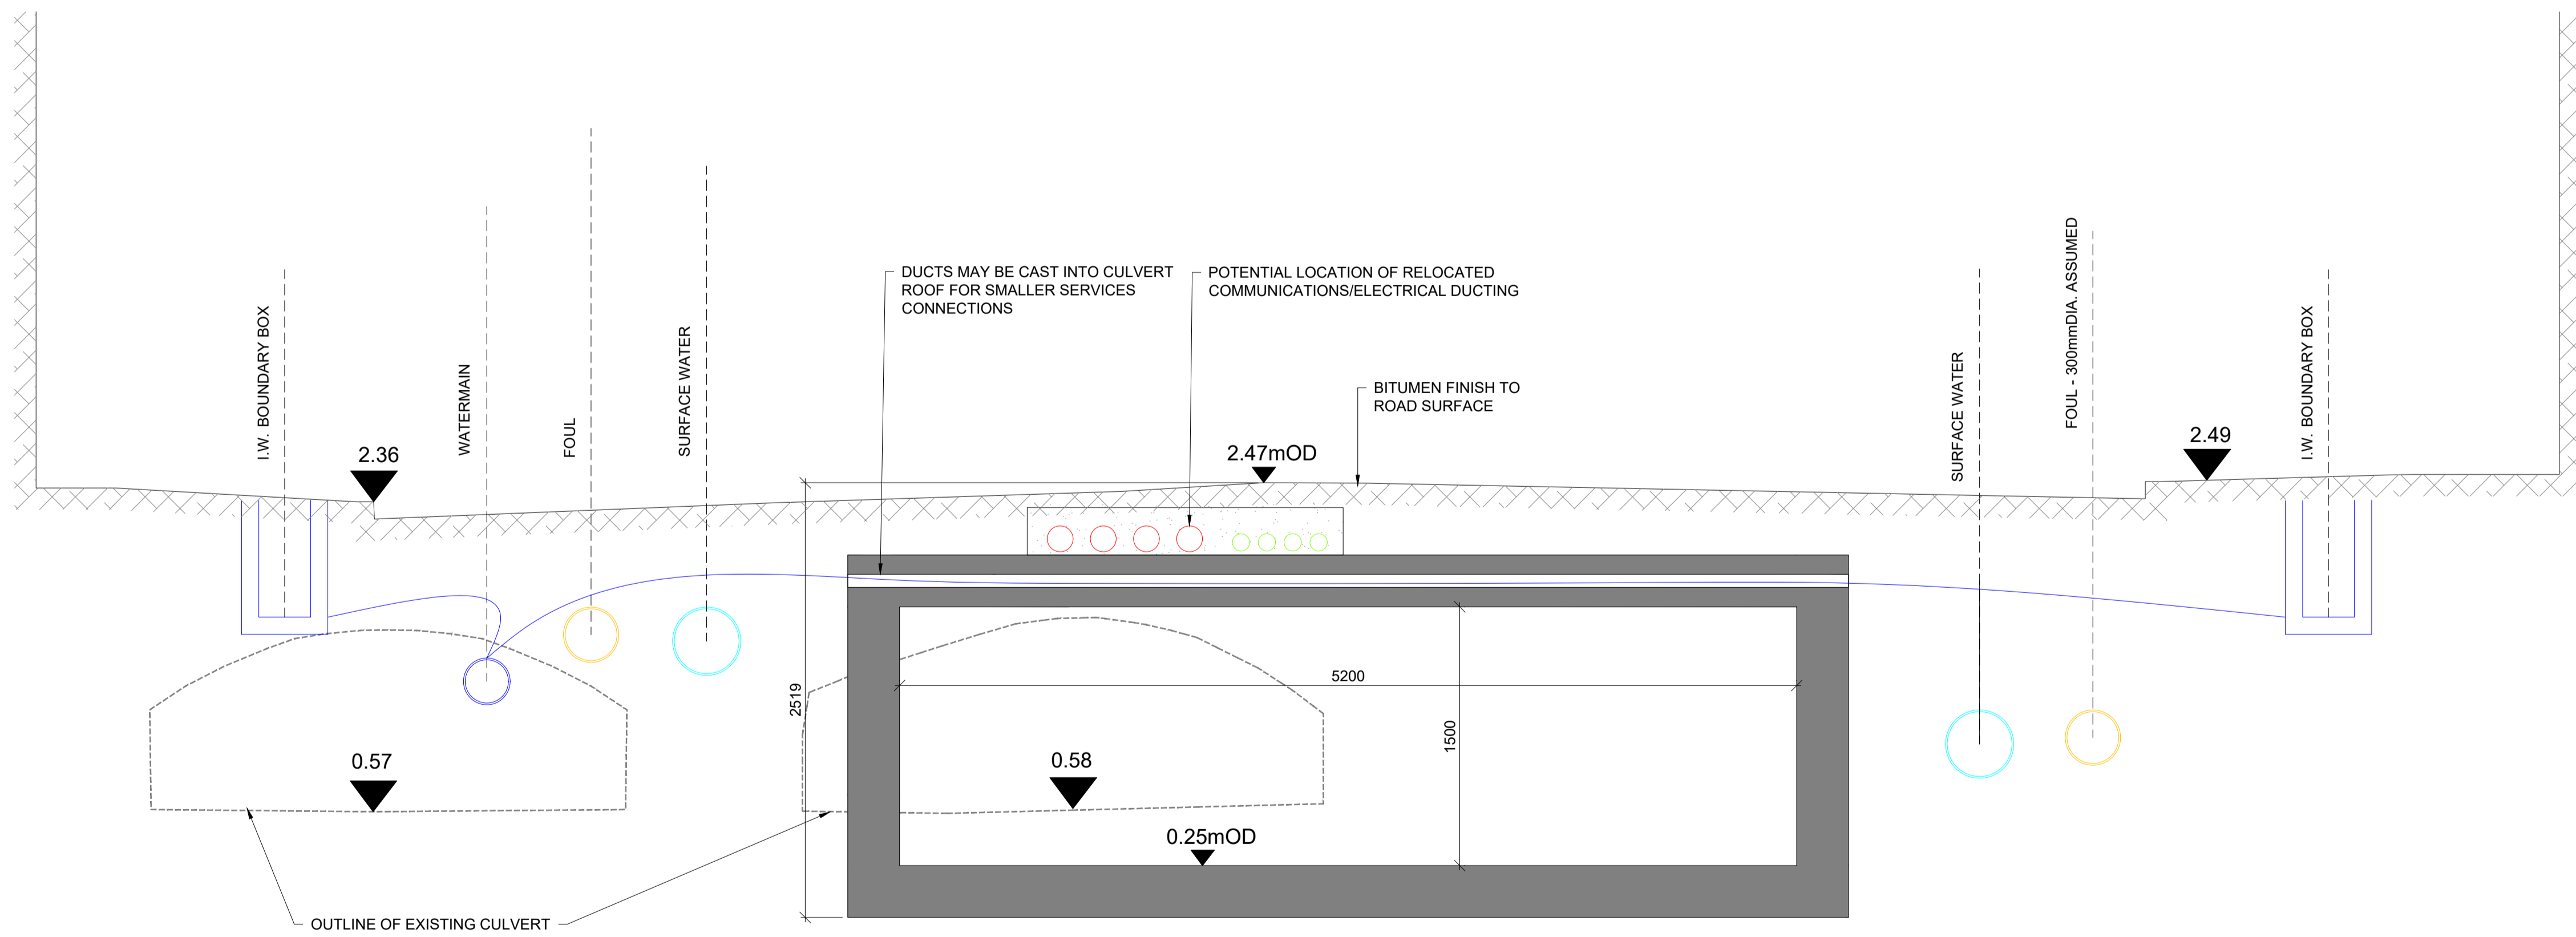 DUCTS MAY BE CAST INTO CULVERT
ROOF FOR SMALLER SERVICES
CONNECTIONS
POTENTIAL LOCATION OF RELOCATED
COMMUNICATIONS/ELECTRICAL DUCTING
BITUMEN FINISH TO
ROAD SURFACE
I.W. BOUNDARY BOX
WATERMAIN
FOUL
SURFACE WATER
SURFACE WATER
FOUL - 300mmDIA. ASSUMED
I.W. BOUNDARY BOX
2.36
2.47mOD
2.49
2519
5200
1500
0.57
0.58
0.25mOD
OUTLINE OF EXISTING CULVERT